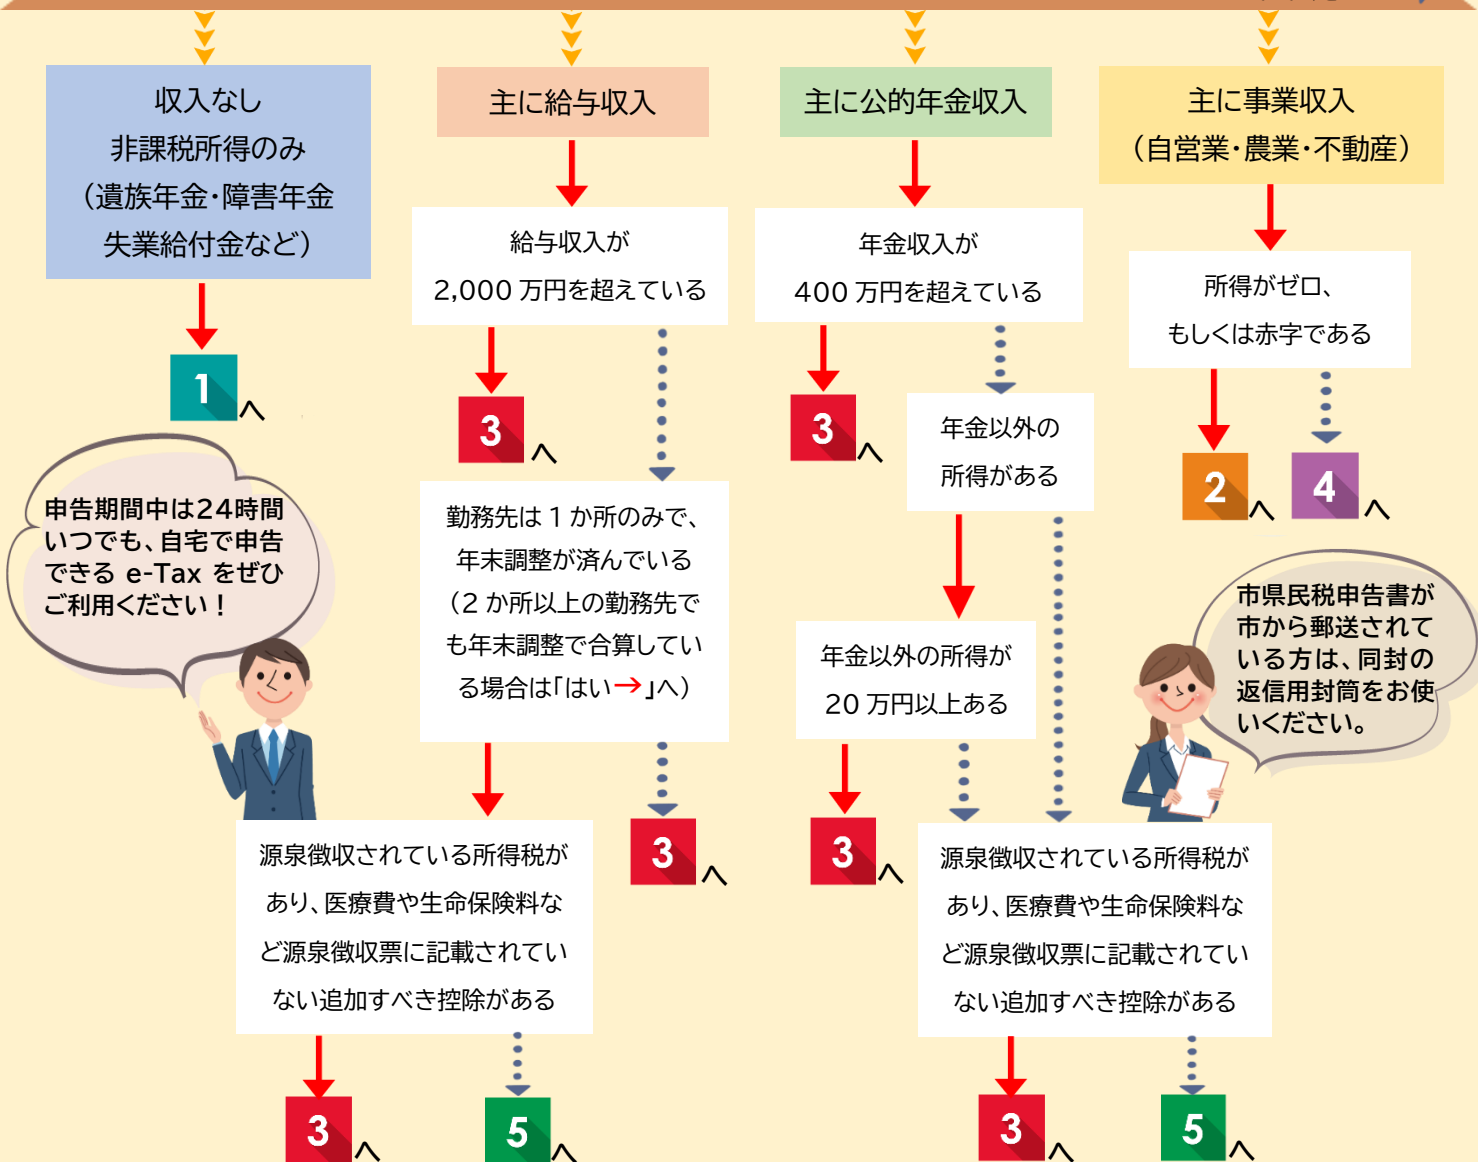 収入なし
非課税所得のみ
（遺族年金・障害年金
失業給付金など）
1へ
申告期間中は24時間
いつでも、自宅で申告
できる e-Tax をぜひ
ご利用ください！
主に給与収入
給与収入が
2,000 万円を超えている
3へ
勤務先は 1 か所のみで、
年末調整が済んでいる
（2 か所以上の勤務先で
も年末調整で合算してい
る場合は「はい→」へ）
3へ
源泉徴収されている所得税が
あり、医療費や生命保険料な
ど源泉徴収票に記載されてい
ない追加すべき控除がある
3へ
5へ
主に公的年金収入
年金収入が
400 万円を超えている
3へ
年金以外の
所得がある
年金以外の所得が
20 万円以上ある
3へ
源泉徴収されている所得税が
あり、医療費や生命保険料な
ど源泉徴収票に記載されてい
ない追加すべき控除がある
3へ
5へ
主に事業収入
（自営業・農業・不動産）
所得がゼロ、
もしくは赤字である
2へ
4へ
市県民税申告書が
市から郵送されて
いる方は、同封の
返信用封筒をお使
いください。